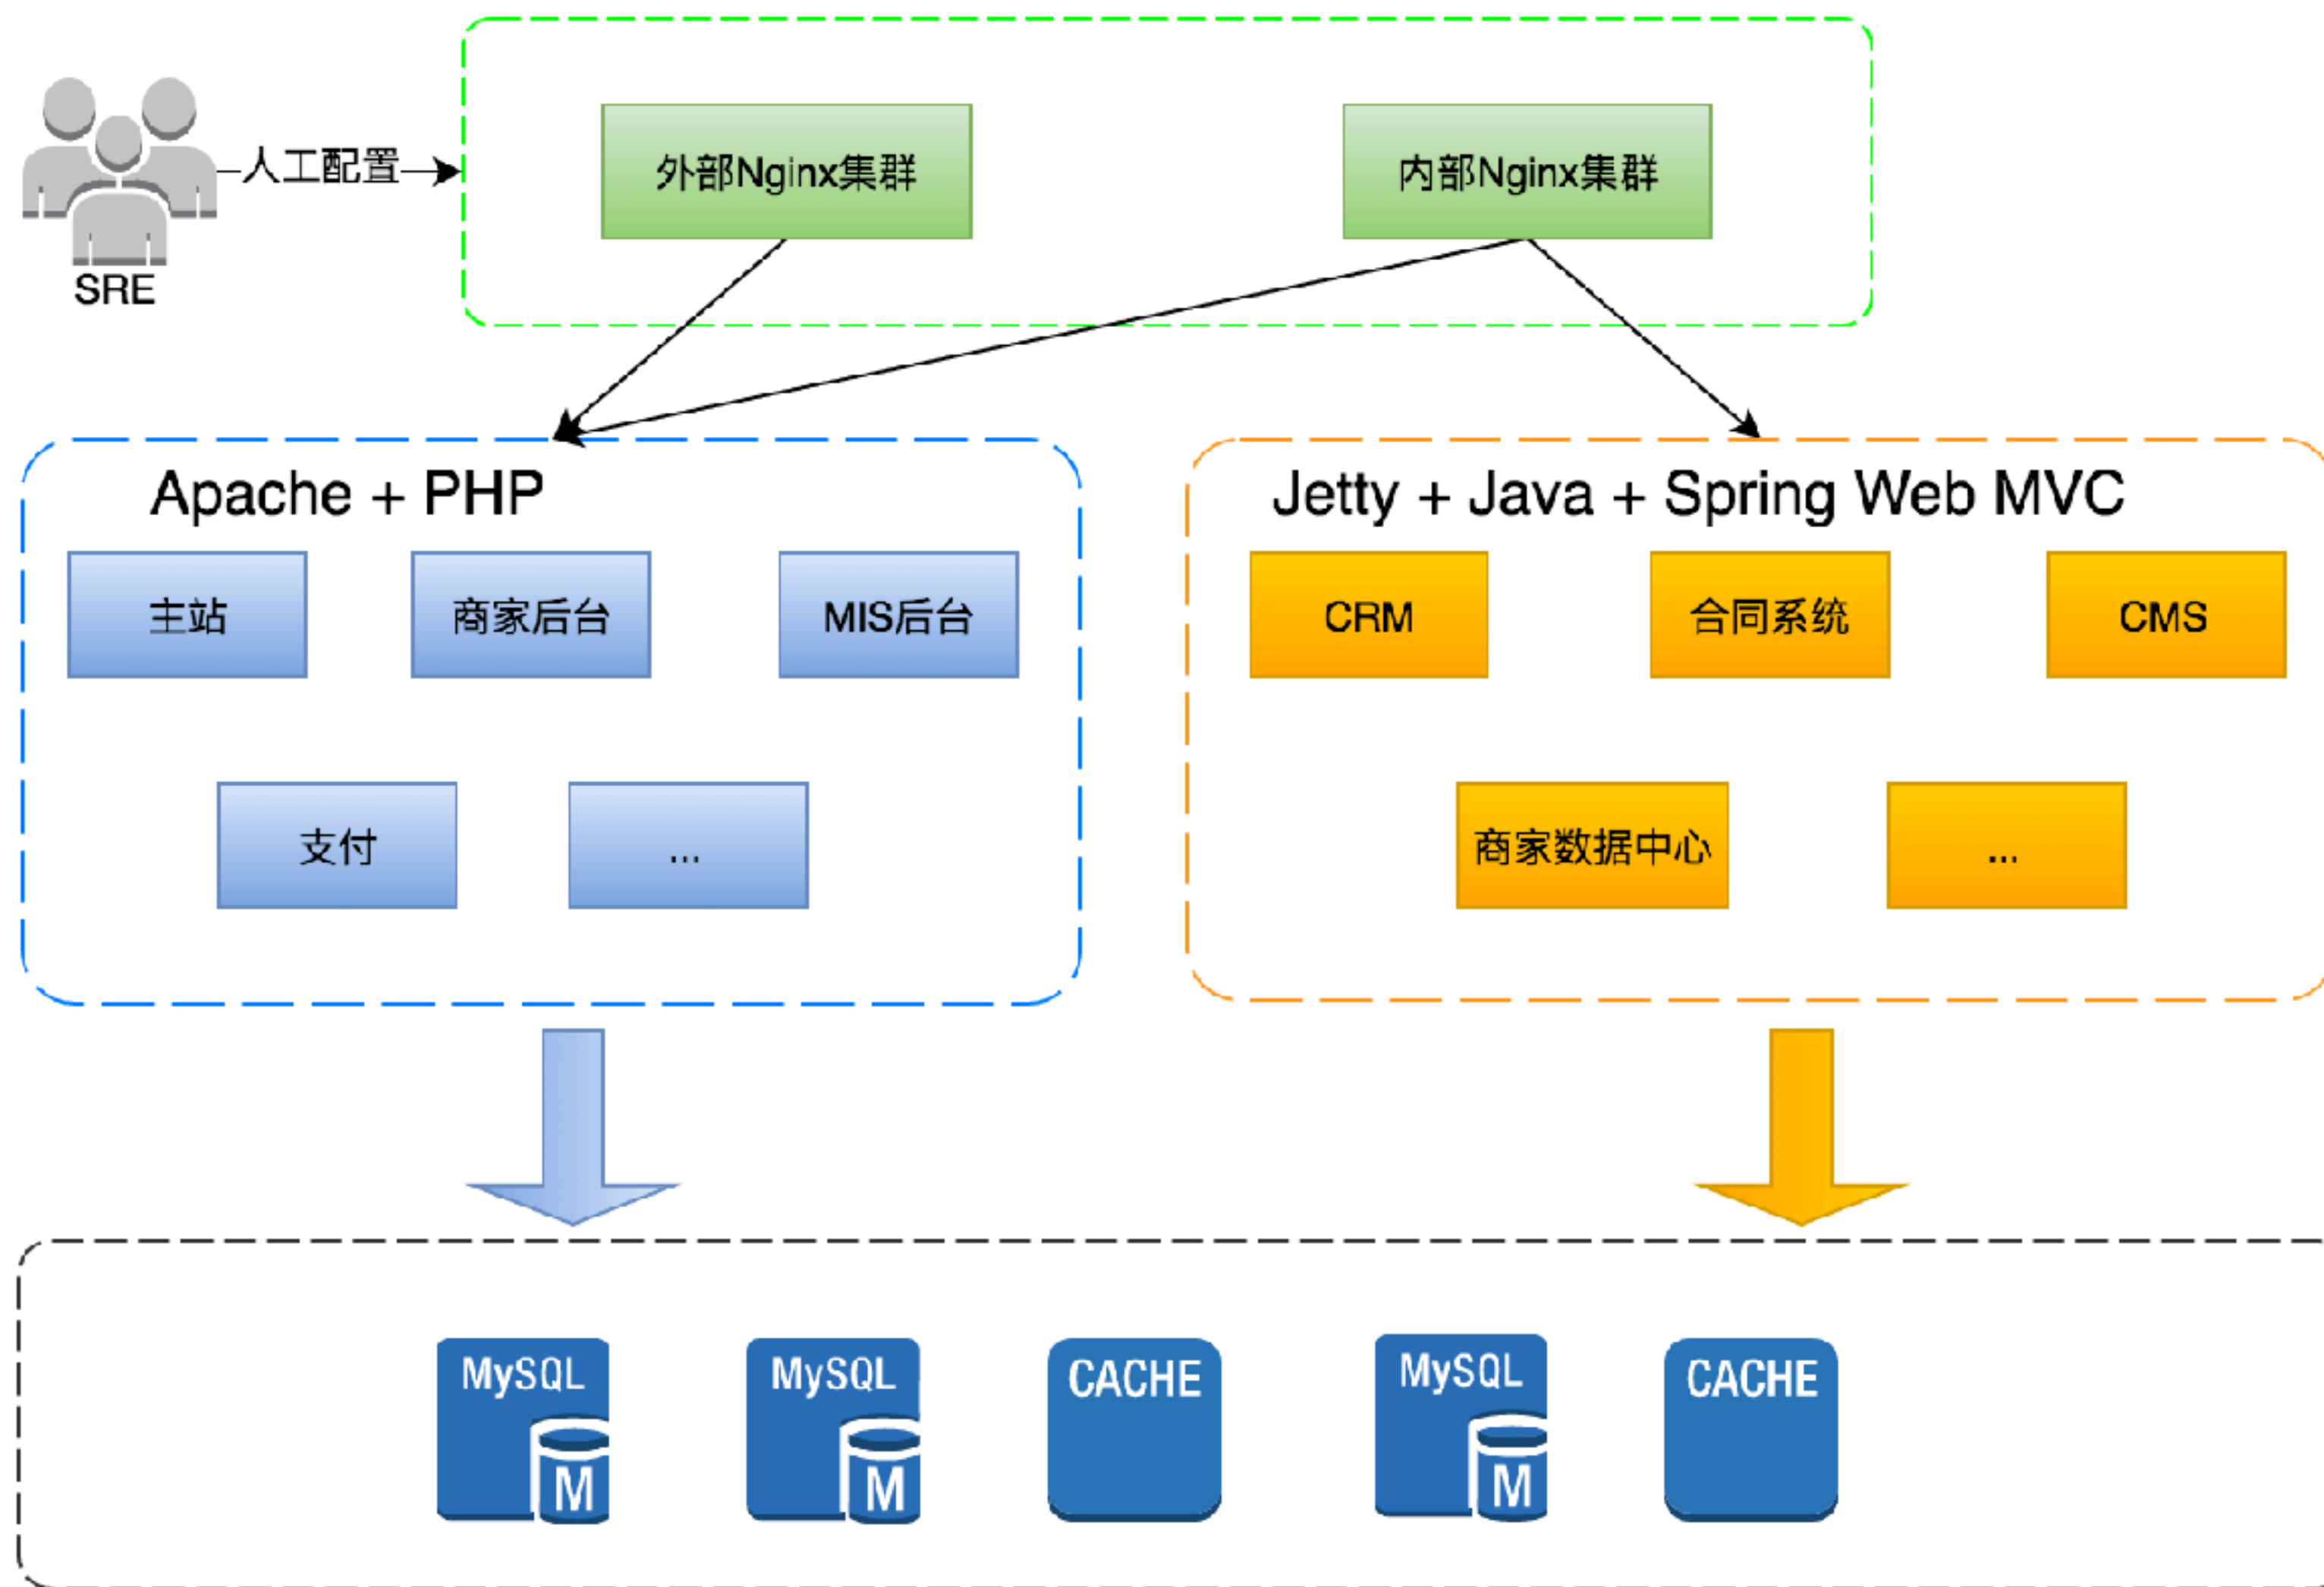 外部Nginx集群
内部Nginx集群
人工配置
SRE
Apache + PHP
主站
商家后台
MIS后台
支付
...
Jetty + Java + Spring Web MVC
CRM
合同系统
CMS
商家数据中心
...
MySQL
M
MySQL
M
CACHE
MySQL
M
CACHE